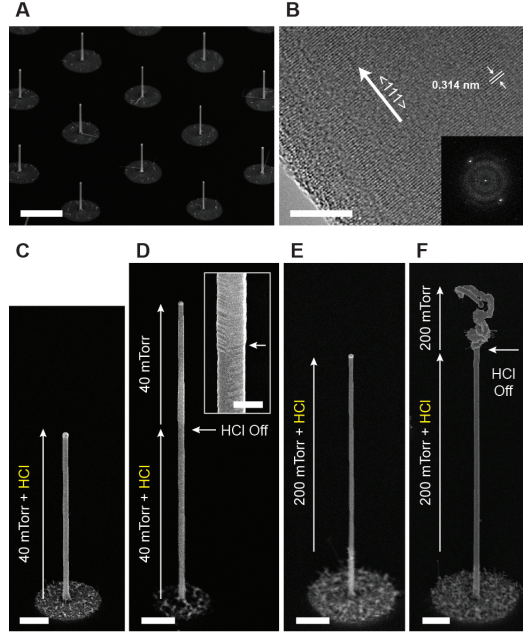 A
B
<111>
0.314 nm
C
D
E
F
40 mTorr + HCl
40 mTorr
40 mTorr + HCl
HCl Off
200 mTorr + HCl
200 mTorr
200 mTorr + HCl
HCl
Off